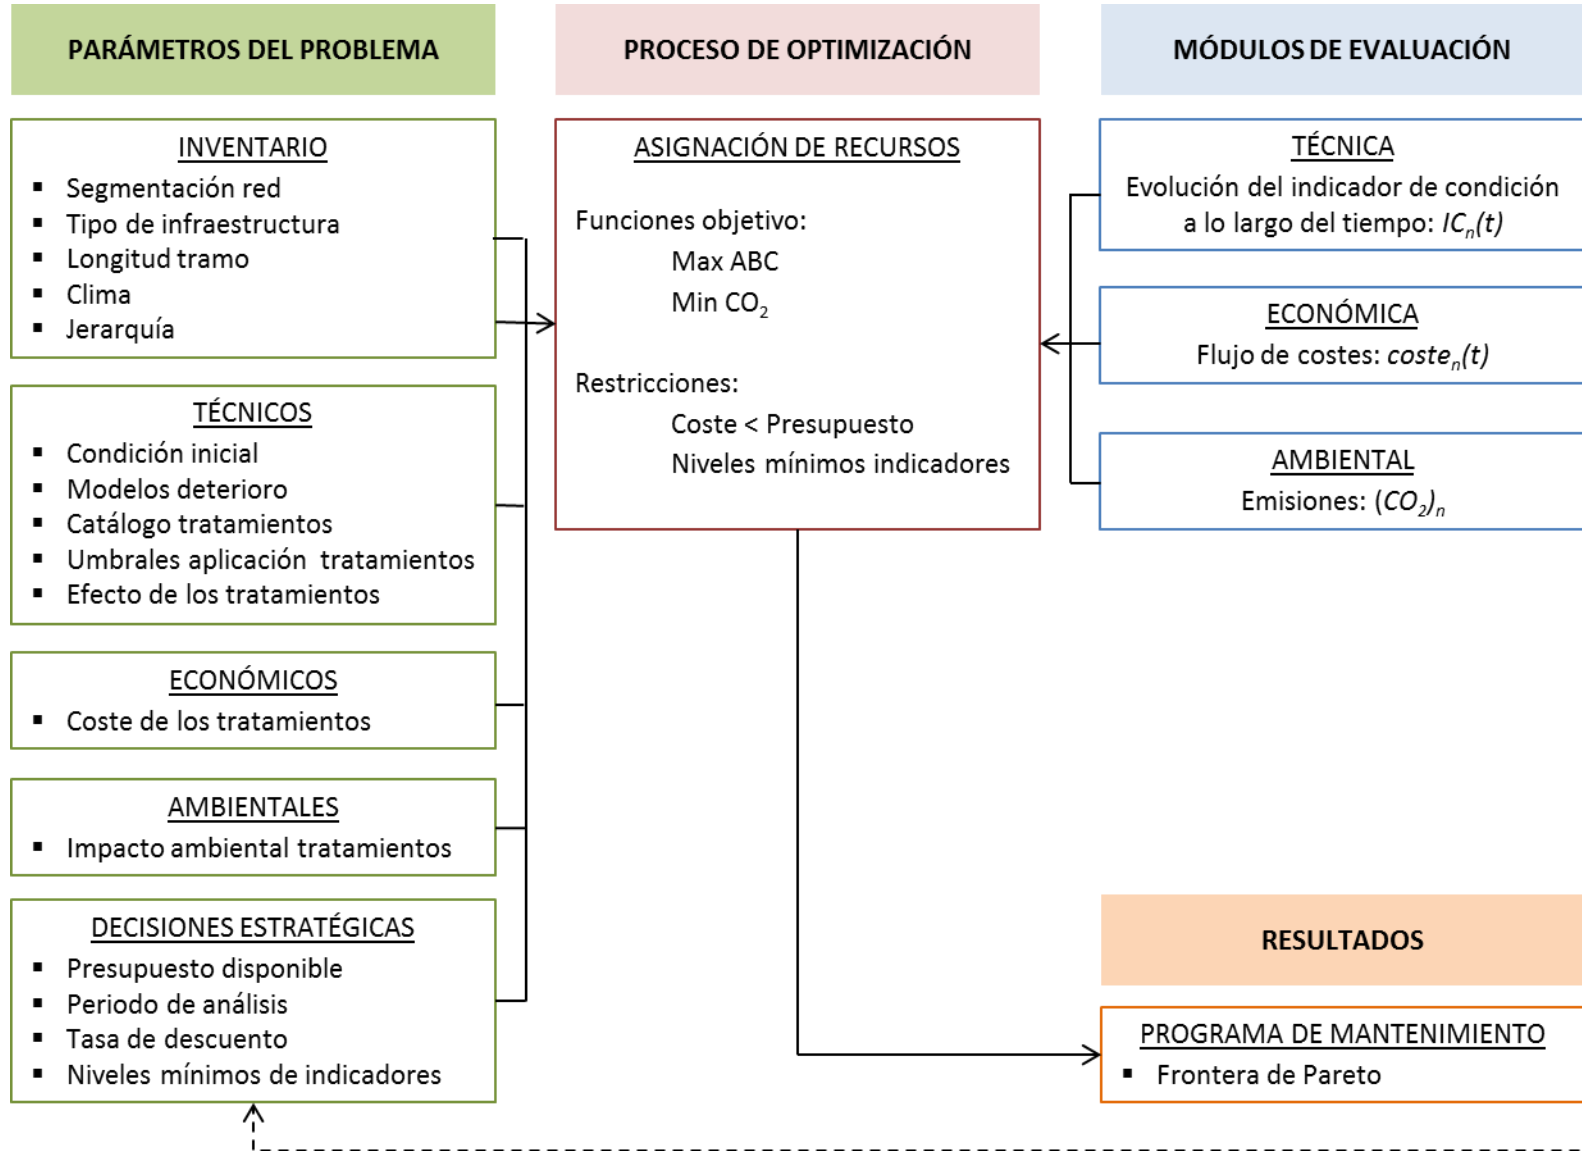 PARÁMETROS DEL PROBLEMA
INVENTARIO
▪ Segmentación red
▪ Tipo de infraestructura
▪ Longitud tramo
▪ Clima
▪ Jerarquía
TÉCNICOS
▪ Condición inicial
▪ Modelos deterioro
▪ Catálogo tratamientos
▪ Umbrales aplicación tratamientos
▪ Efecto de los tratamientos
ECONÓMICOS
▪ Coste de los tratamientos
AMBIENTALES
▪ Impacto ambiental tratamientos
DECISIONES ESTRATÉGICAS
▪ Presupuesto disponible
▪ Periodo de análisis
▪ Tasa de descuento
▪ Niveles mínimos de indicadores
PROCESO DE OPTIMIZACIÓN
ASIGNACIÓN DE RECURSOS
Funciones objetivo:
Max ABC
Min CO₂
Restricciones:
Coste < Presupuesto
Niveles mínimos indicadores
MÓDULOS DE EVALUACIÓN
TÉCNICA
Evolución del indicador de condición
a lo largo del tiempo: ICₙ(t)
ECONÓMICA
Flujo de costes: costeₙ(t)
AMBIENTAL
Emisiones: (CO₂)ₙ
RESULTADOS
PROGRAMA DE MANTENIMIENTO
▪ Frontera de Pareto